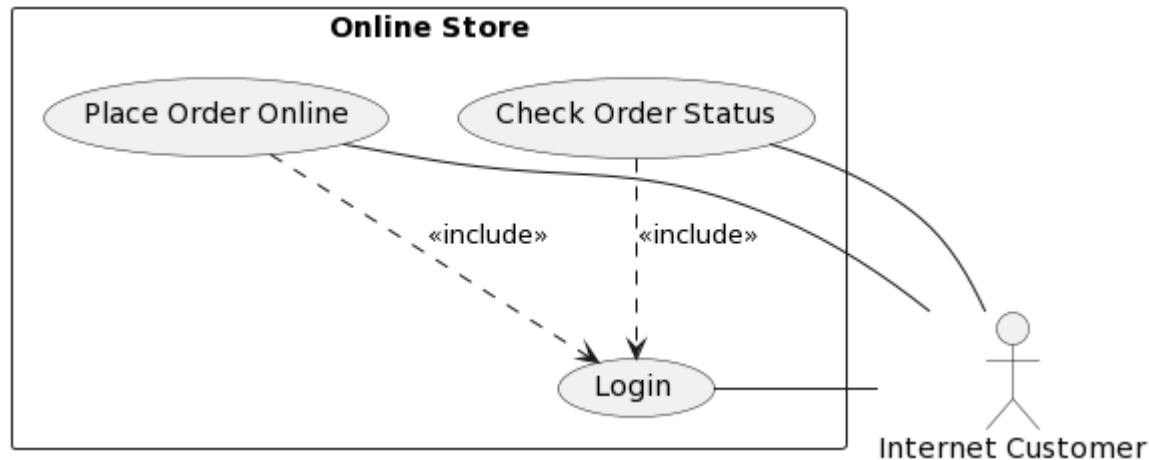 Online Store
Place Order Online
Check Order Status
«include»
«include»
Login
Internet Customer